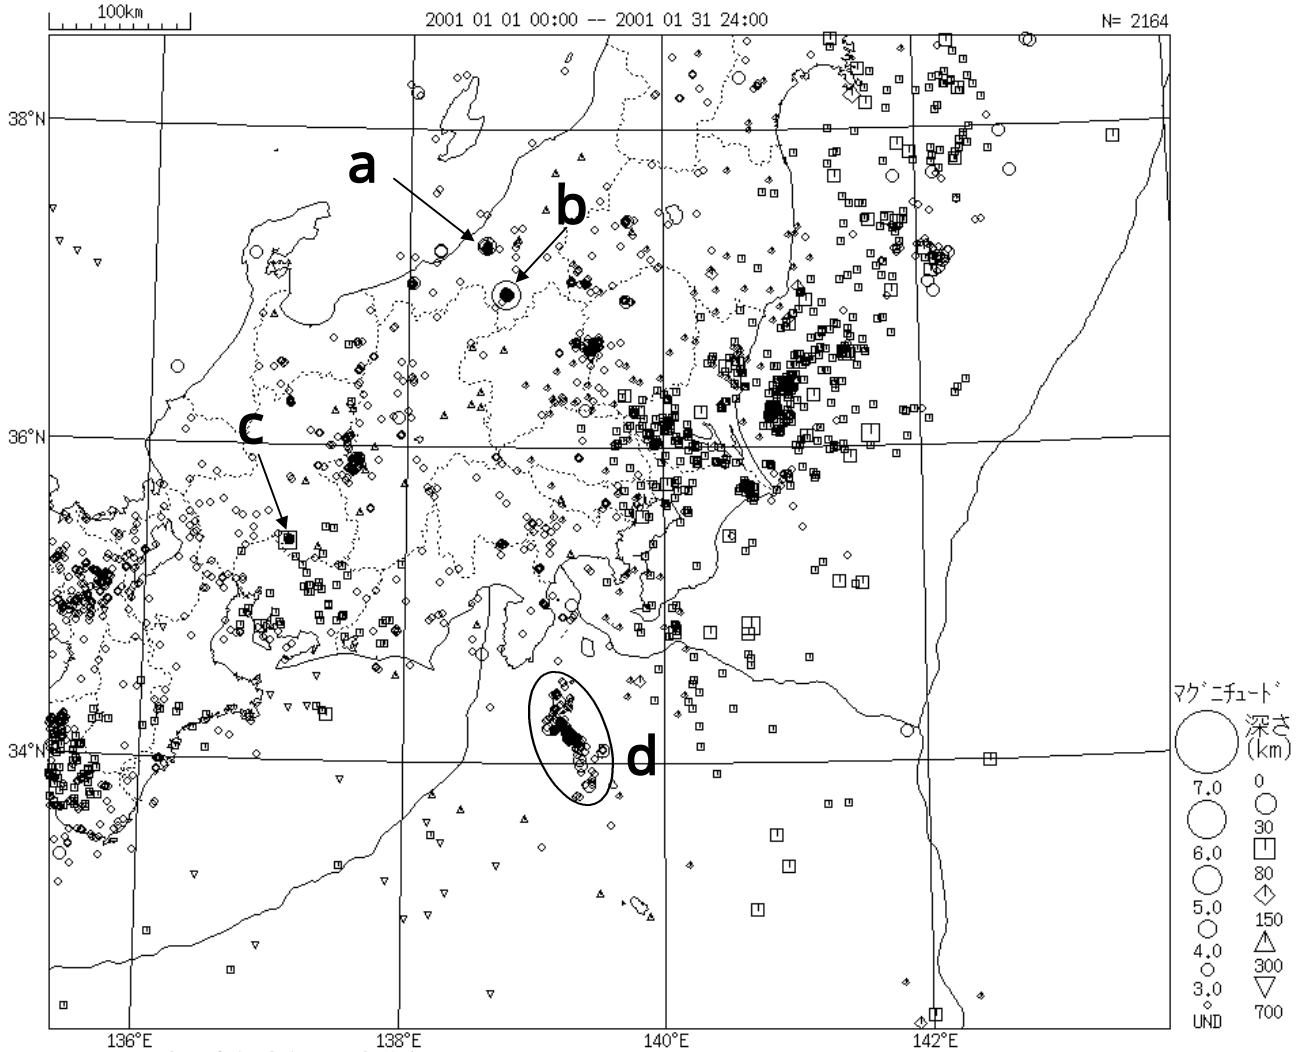 100km
2001 01 01 00:00 -- 2001 01 31 24:00
N= 2164
38°N
a
b
c
36°N
d
34°N
136°E
138°E
140°E
142°E
ﾏｸﾞﾆﾁｭｰﾄﾞ
7.0
6.0
5.0
4.0
3.0
UND
深さ
(km)
0
30
80
150
300
700